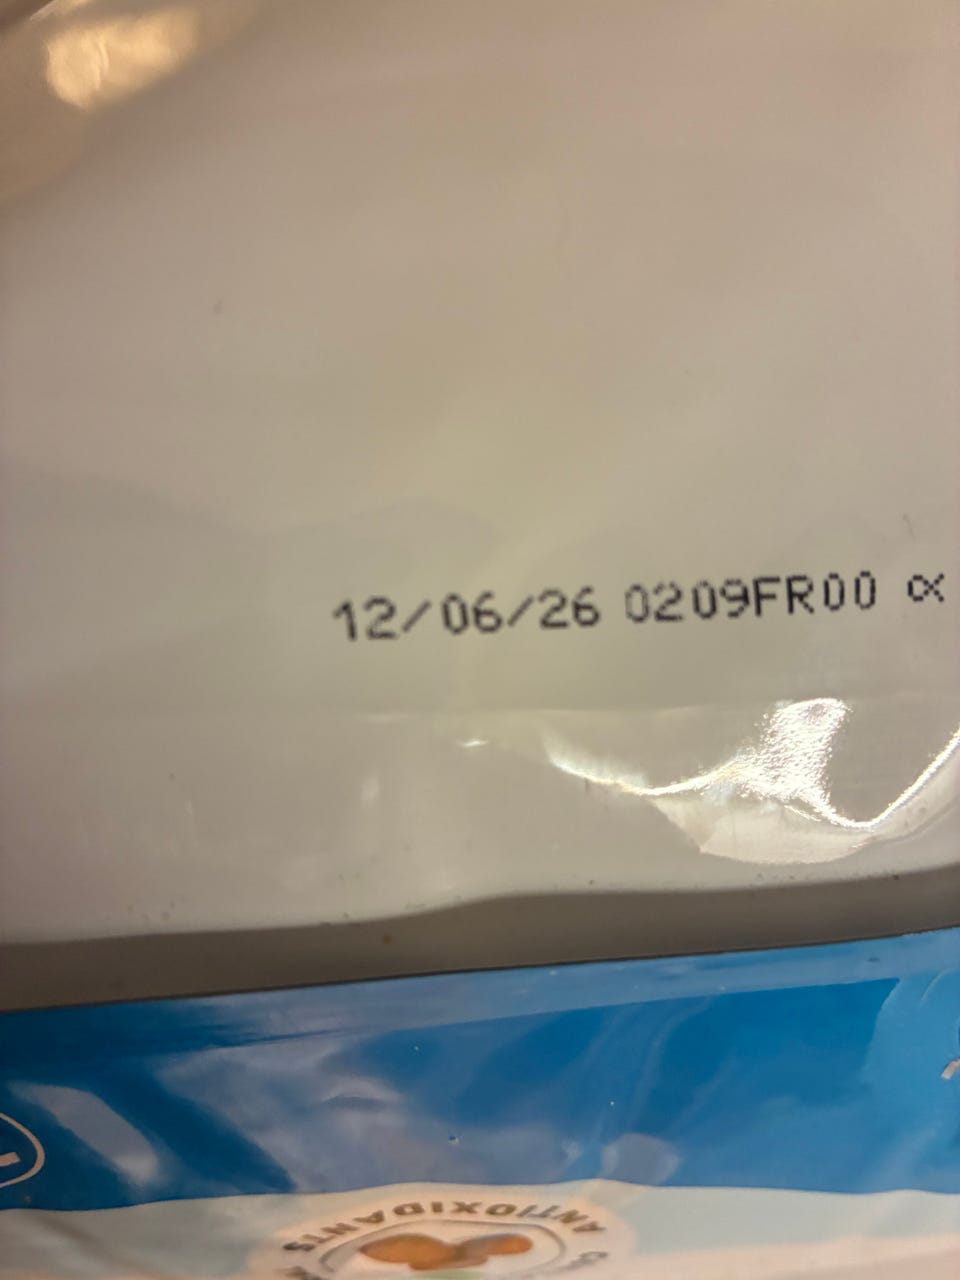 12/06/26 0209FR00 α
ANTIOXIDANTS